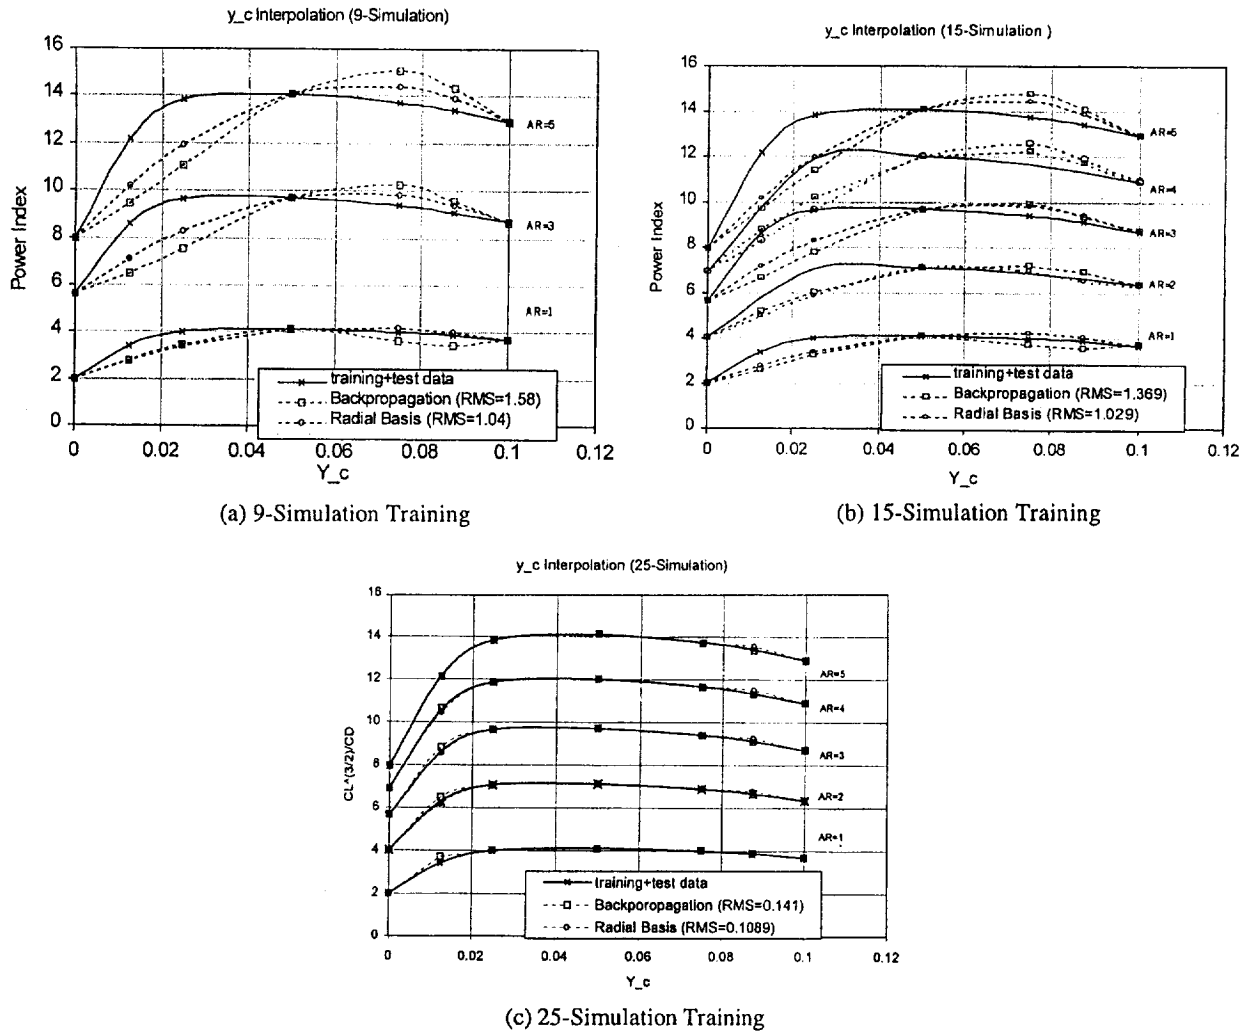 y_c Interpolation (9-Simulation)
16
14
12
10
8
6
4
2
0
Power Index
AR=5
AR=3
AR=1
training+test data
Backpropagation (RMS=1.58)
Radial Basis (RMS=1.04)
0 0.02 0.04 0.06 0.08 0.1 0.12
Y_c
(a) 9-Simulation Training
y_c Interpolation (15-Simulation )
16
14
12
10
8
6
4
2
0
Power Index
AR=5
AR=4
AR=3
AR=2
AR=1
training+test data
Backpropagation (RMS=1.369)
Radial Basis (RMS=1.029)
0 0.02 0.04 0.06 0.08 0.1 0.12
Y_c
(b) 15-Simulation Training
y_c Interpolation (25-Simulation)
16
14
12
10
8
6
4
2
0
CL^(3/2)/CD
AR=5
AR=4
AR=3
AR=2
AR=1
training+test data
Backporopagation (RMS=0.141)
Radial Basis (RMS=0.1089)
0 0.02 0.04 0.06 0.08 0.1 0.12
Y_c
(c) 25-Simulation Training